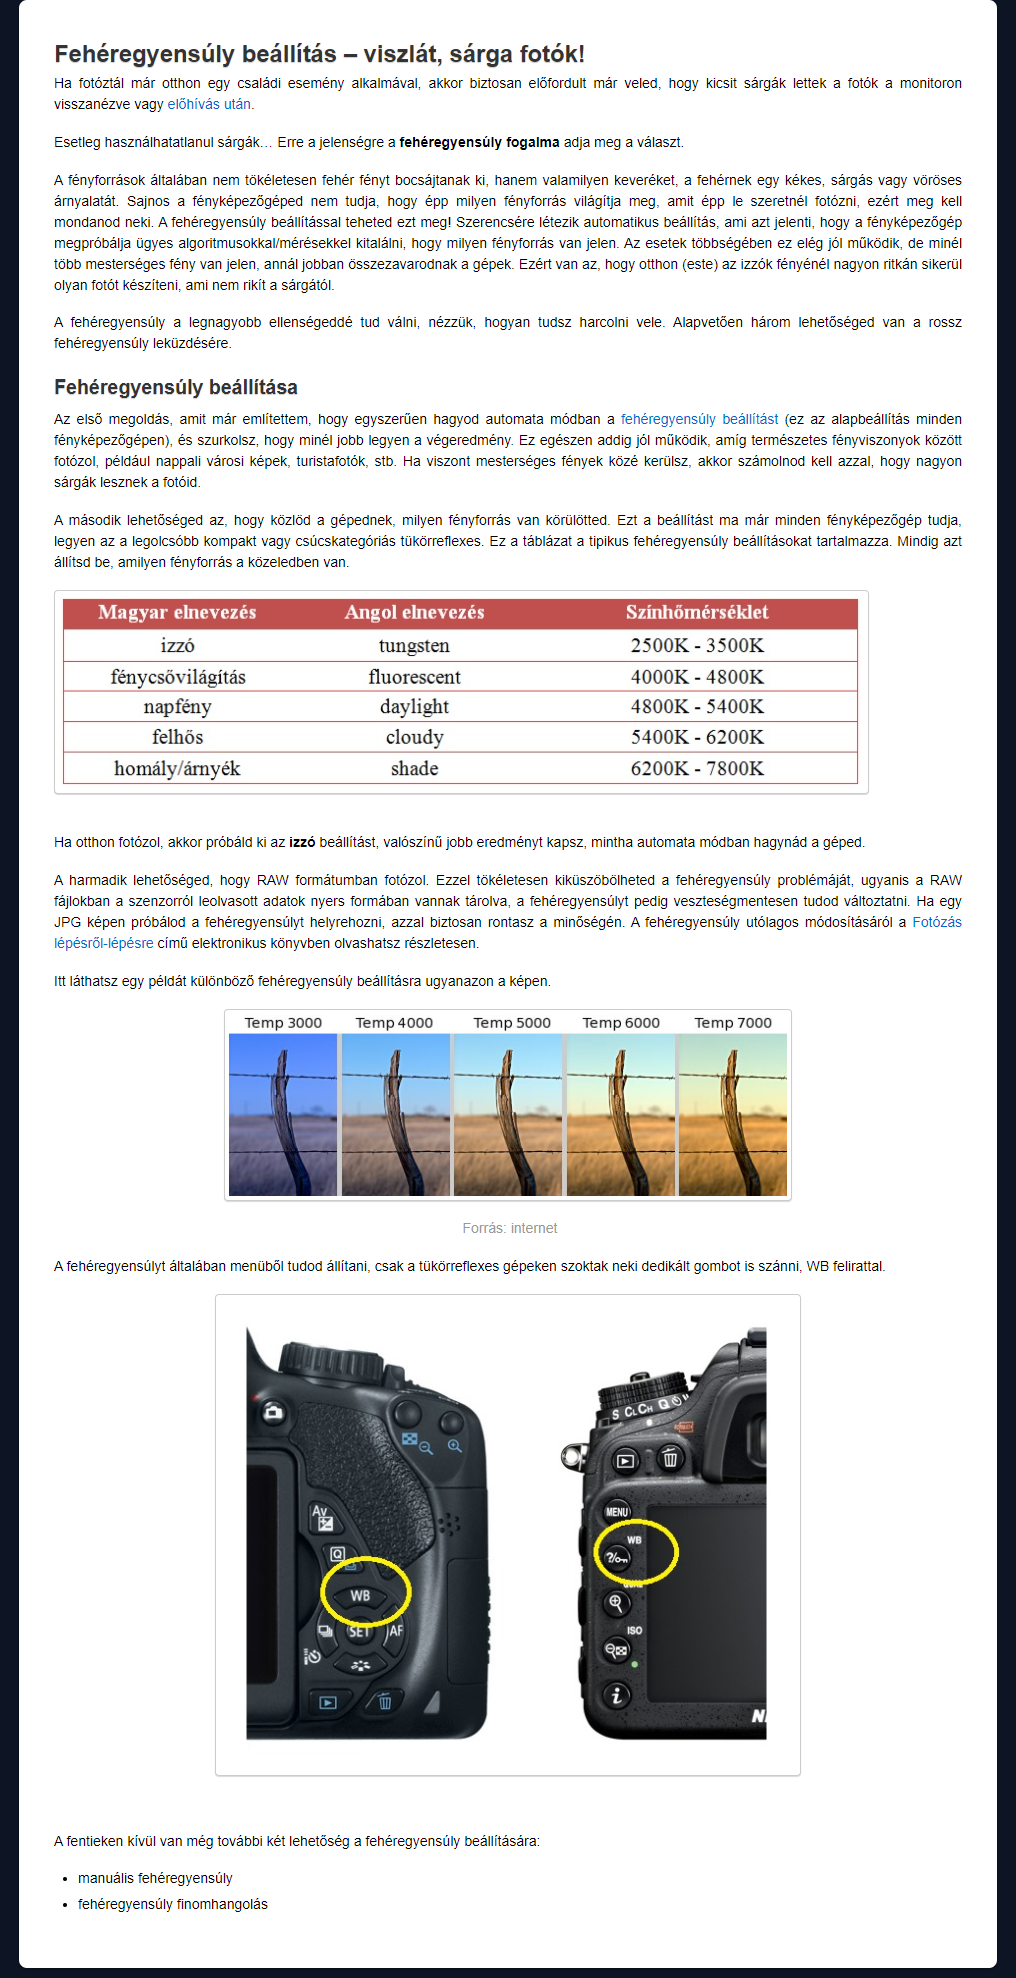 Fehéregyensúly beállítás – viszlát, sárga fotók!
Ha fotóztál már otthon egy családi esemény alkalmával, akkor biztosan előfordult már veled, hogy kicsit sárgák lettek a fotók a monitoron
visszanézve vagy előhívás után.
Esetleg használhatatlanul sárgák... Erre a jelenségre a fehéregyensúly fogalma adja meg a választ.
A fényforrások általában nem tökéletesen fehér fényt bocsájtanak ki, hanem valamilyen keveréket, a fehérnek egy kékes, sárgás vagy vöröses
árnyalatát. Sajnos a fényképezőgéped nem tudja, hogy épp milyen fényforrás világítja meg, amit épp le szeretnél fotózni, ezért meg kell
mondanod neki. A fehéregyensúly beállítással teheted ezt meg! Szerencsére létezik automatikus beállítás, ami azt jelenti, hogy a fényképezőgép
megpróbálja ügyes algoritmusokkal/mérésekkel kitalálni, hogy milyen fényforrás van jelen. Az esetek többségében ez elég jól működik, de minél
több mesterséges fény van jelen, annál jobban összezavarodnak a gépek. Ezért van az, hogy otthon (este) az izzók fényénél nagyon ritkán sikerül
olyan fotót készíteni, ami nem rikít a sárgától.
A fehéregyensúly a legnagyobb ellenségeddé tud válni, nézzük, hogyan tudsz harcolni vele. Alapvetően három lehetőséged van a rossz
fehéregyensúly leküzdésére.
Fehéregyensúly beállítása
Az első megoldás, amit már említettem, hogy egyszerűen hagyod automata módban a fehéregyensúly beállítást (ez az alapbeállítás minden
fényképezőgépen), és szurkolsz, hogy minél jobb legyen a végeredmény. Ez egészen addig jól működik, amíg természetes fényviszonyok között
fotózol, például nappali városi képek, turistafotók, stb. Ha viszont mesterséges fények közé kerülsz, akkor számolnod kell azzal, hogy nagyon
sárgák lesznek a fotóid.
A második lehetőséged az, hogy közlöd a gépednek, milyen fényforrás van körülötted. Ezt a beállítást ma már minden fényképezőgép tudja,
legyen az a legolcsóbb kompakt vagy csúcskategóriás tükörreflexes. Ez a táblázat a tipikus fehéregyensúly beállításokat tartalmazza. Mindig azt
állítsd be, amilyen fényforrás a közeledben van.
Magyar elnevezés Angol elnevezés Színhőmérséklet
izzó tungsten 2500K - 3500K
fénycsővilágítás fluorescent 4000K - 4800K
napfény daylight 4800K - 5400K
felhős cloudy 5400K - 6200K
homály/árnyék shade 6200K - 7800K
Ha otthon fotózol, akkor próbáld ki az izzó beállítást, valószínű jobb eredményt kapsz, mintha automata módban hagynád a géped.
A harmadik lehetőséged, hogy RAW formátumban fotózol. Ezzel tökéletesen kiküszöbölheted a fehéregyensúly problémáját, ugyanis a RAW
fájlokban a szenzorról leolvasott adatok nyers formában vannak tárolva, a fehéregyensúlyt pedig veszteségmentesen tudod változtatni. Ha egy
JPG képen próbálod a fehéregyensúlyt helyrehozni, azzal biztosan rontasz a minőségén. A fehéregyensúly utólagos módosításáról a Fotózás
lépésről-lépésre című elektronikus könyvben olvashatsz részletesen.
Itt láthatsz egy példát különböző fehéregyensúly beállításra ugyanazon a képen.
Temp 3000 Temp 4000 Temp 5000 Temp 6000 Temp 7000
Forrás: internet
A fehéregyensúlyt általában menüből tudod állítani, csak a tükörreflexes gépeken szoktak neki dedikált gombot is szánni, WB felirattal.
Av
Q
WB
SET
AF
S CL CH Q
MENU
WB
?/
QUAL
ISO
i
NI
A fentieken kívül van még további két lehetőség a fehéregyensúly beállítására:
• manuális fehéregyensúly
• fehéregyensúly finomhangolás